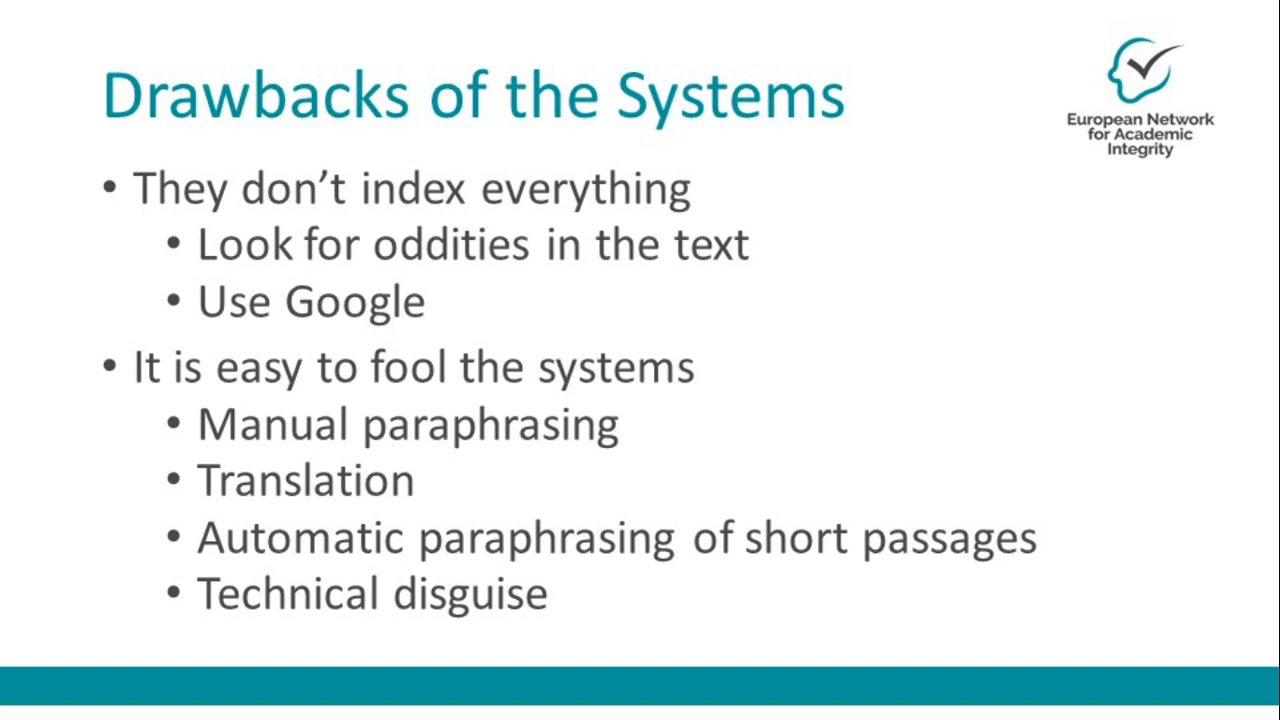 Drawbacks of the Systems
European Network
for Academic
Integrity
• They don’t index everything
• Look for oddities in the text
• Use Google
• It is easy to fool the systems
• Manual paraphrasing
• Translation
• Automatic paraphrasing of short passages
• Technical disguise